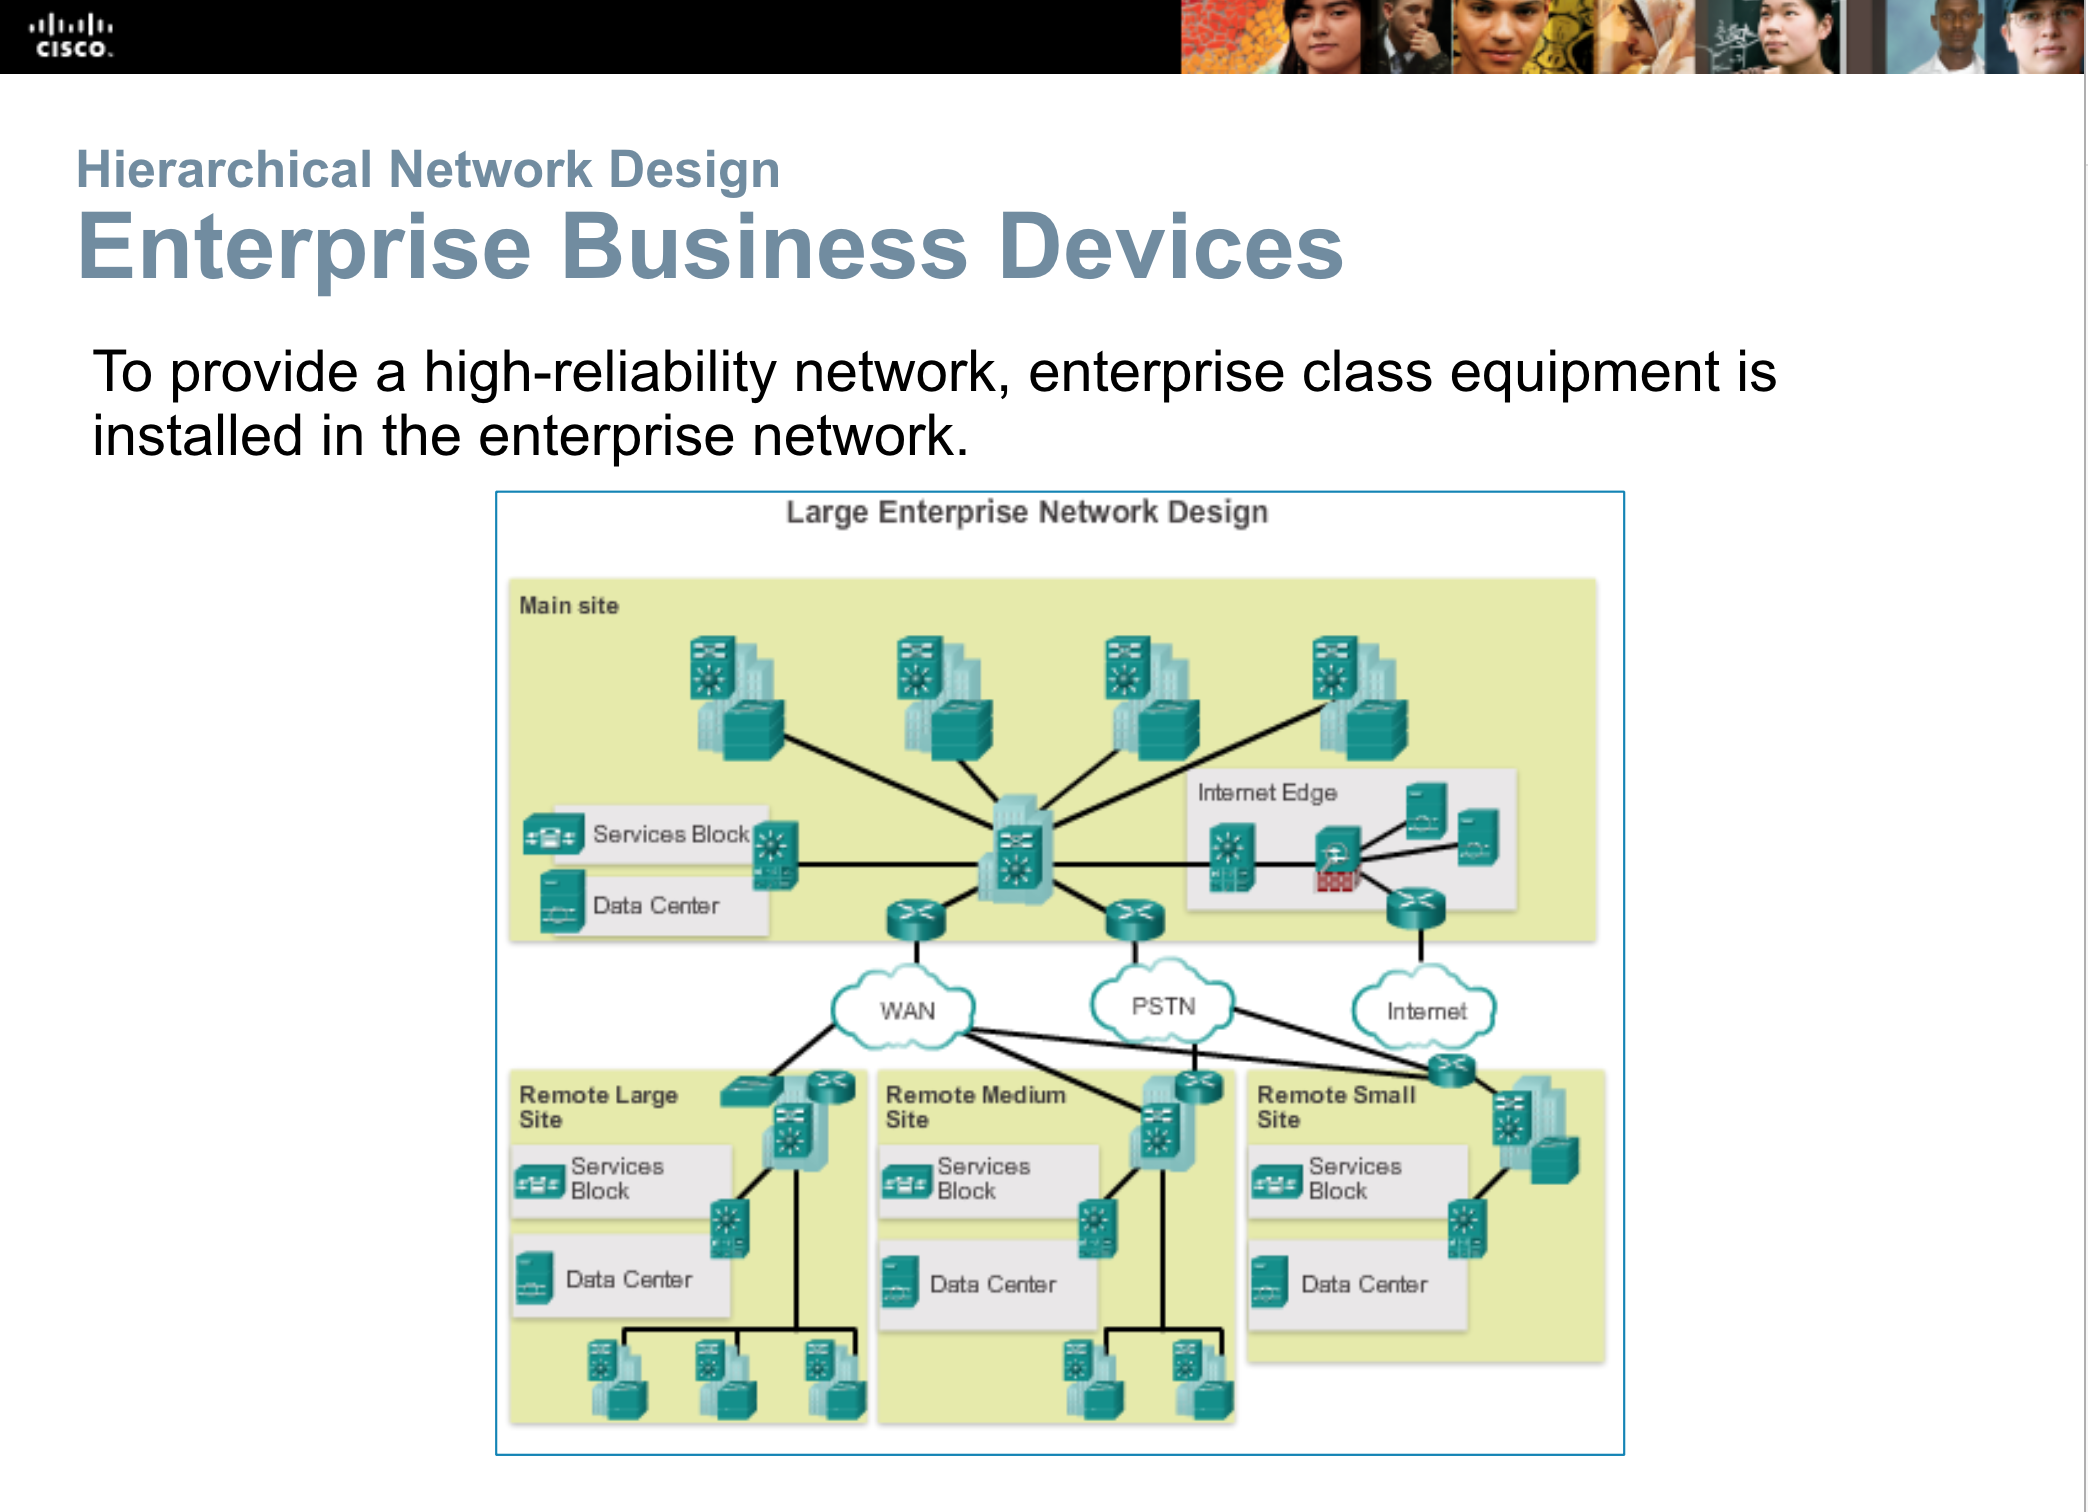 CISCO.
Hierarchical Network Design
Enterprise Business Devices
To provide a high-reliability network, enterprise class equipment is
installed in the enterprise network.
Large Enterprise Network Design
Main site
Internet Edge
Services Block
Data Center
WAN
PSTN
Internet
Remote Large
Site
Services
Block
Data Center
Remote Medium
Site
Services
Block
Data Center
Remote Small
Site
Services
Block
Data Center